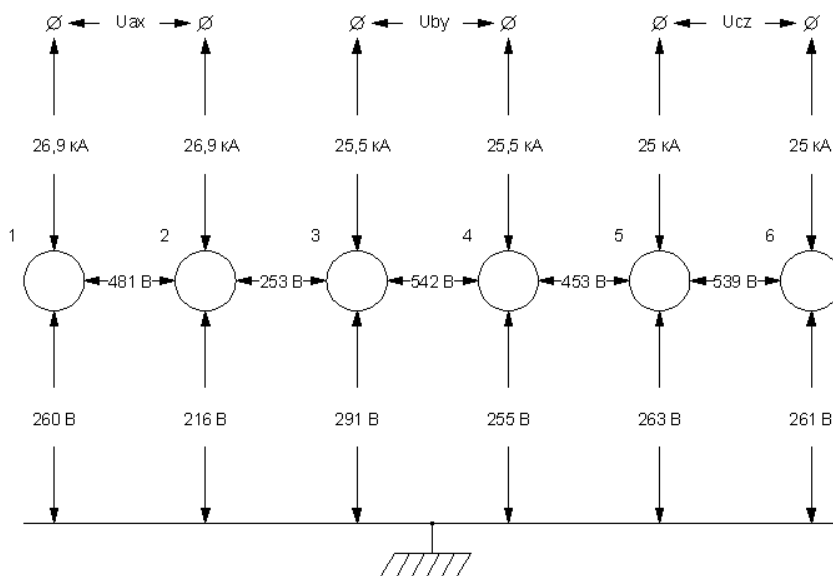 Uax Uby Ucz
26,9 кА 26,9 кА 25,5 кА 25,5 кА 25 кА 25 кА
1 2 3 4 5 6
481 В 253 В 542 В 453 В 539 В
260 В 216 В 291 В 255 В 263 В 261 В